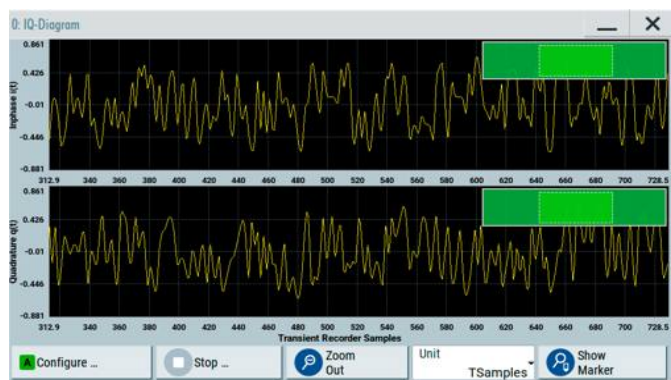 0: IQ-Diagram
0.861
0.426
-0.01
-0.446
-0.881
Inphase i(t)
312.9 340 360 380 400 420 440 460 480 500 520 540 560 580 600 620 640 660 680 700 728.5
0.861
0.426
-0.01
-0.446
-0.881
Quadrature q(t)
312.9 340 360 380 400 420 440 460 480 500 520 540 560 580 600 620 640 660 680 700 728.5
Transient Recorder Samples
A Configure ...
Stop ...
Zoom
Out
Unit
TSamples
Show
Marker